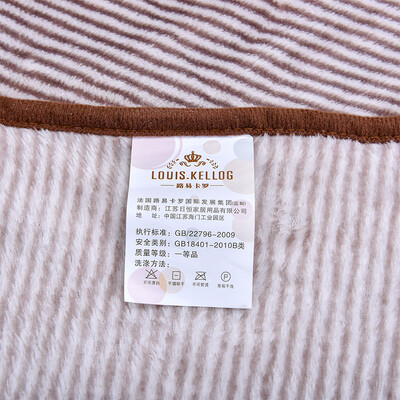 LOUIS.KELLOG
路易卡罗
法国路易卡罗国际发展集团(监制)
制造商：江苏日恒家居用品有限公司
地 址：中国江苏海门工业园区
执行标准：GB/22796-2009
安全类别：GB18401-2010B类
质量等级：一等品
洗涤方法：